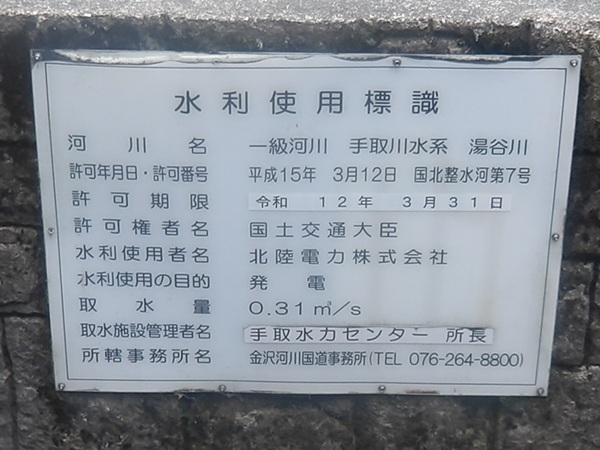 水利使用標識
河川名 一級河川 手取川水系 湯谷川
許可年月日・許可番号 平成15年 3月12日 国北整水河第7号
許可期限 令和 12年 3月31日
許可権者名 国土交通大臣
水利使用者名 北陸電力株式会社
水利使用の目的 発電
取水量 0.31㎥/s
取水施設管理者名 手取水力センター 所長
所轄事務所名 金沢河川国道事務所(TEL 076-264-8800)